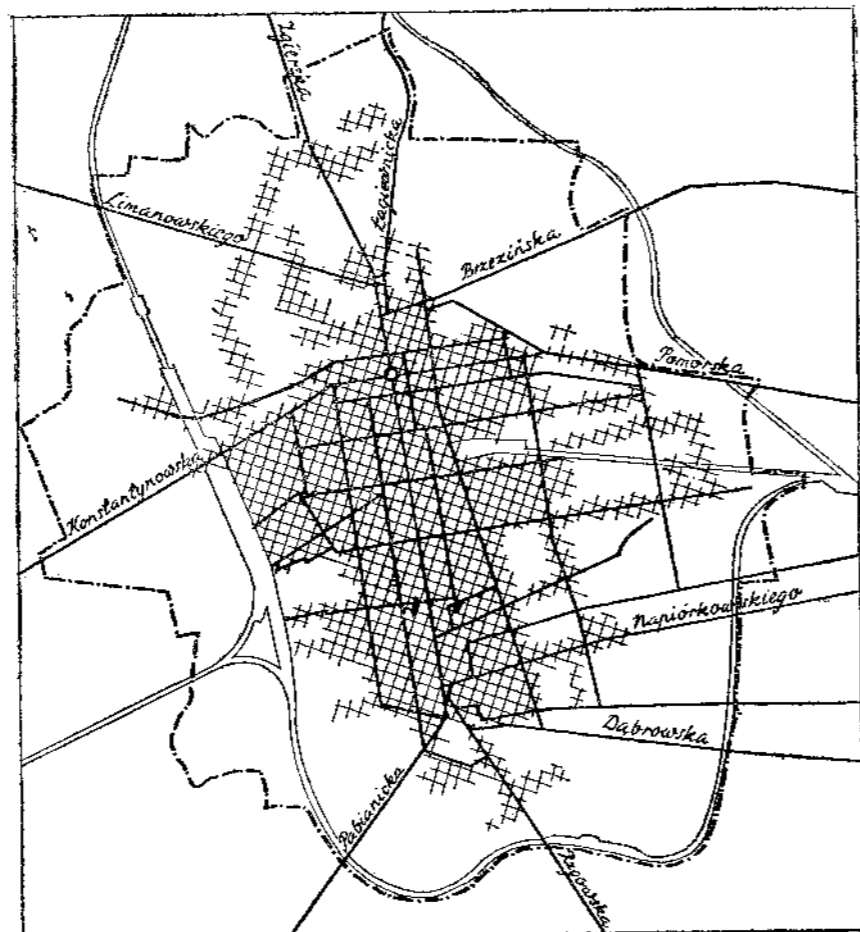 Zgierska
Łagiewnicka
Limanowskiego
Brzezińska
Pomorska
Konstantynowska
Napiórkowskiego
Dąbrowska
Pabianicka
Rzgowska